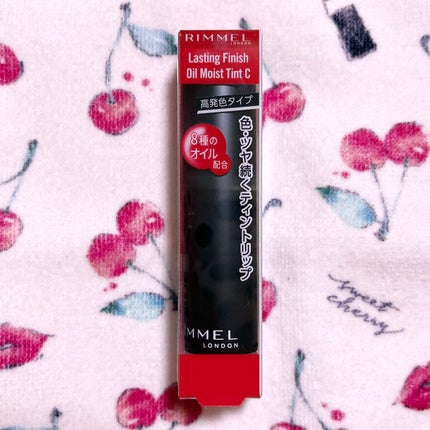 RIMMEL
LONDON
Lasting Finish
Oil Moist Tint C
高発色タイプ
色・ツヤ続くティントリップ
8種の
オイル
配合
MMEL
LONDON
sweet
cherry